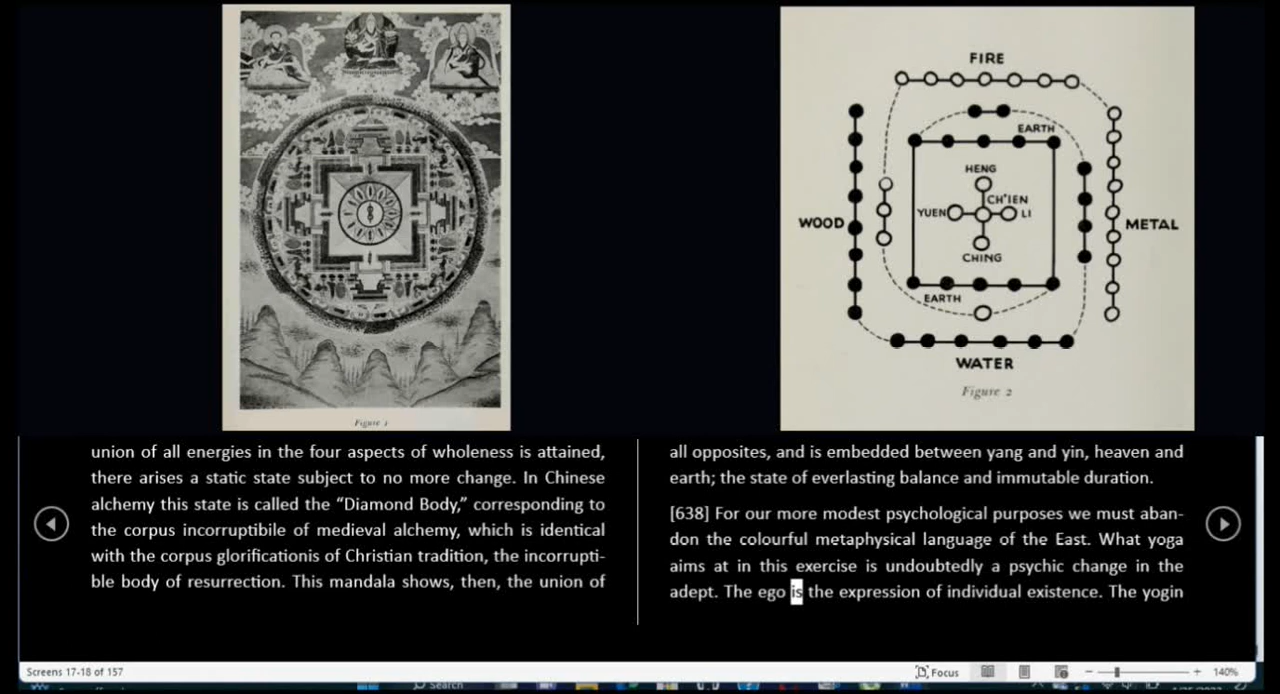 Figure 1
FIRE
EARTH
HENG
CH'IEN
YUEN
LI
WOOD
METAL
CHING
EARTH
WATER
Figure 2
union of all energies in the four aspects of wholeness is attained,
there arises a static state subject to no more change. In Chinese
alchemy this state is called the “Diamond Body,” corresponding to
the corpus incorruptibile of medieval alchemy, which is identical
with the corpus glorificationis of Christian tradition, the incorrupti-
ble body of resurrection. This mandala shows, then, the union of
all opposites, and is embedded between yang and yin, heaven and
earth; the state of everlasting balance and immutable duration.
[638] For our more modest psychological purposes we must aban-
don the colourful metaphysical language of the East. What yoga
aims at in this exercise is undoubtedly a psychic change in the
adept. The ego is the expression of individual existence. The yogin
Screens 17-18 of 157
Focus
140%
Search